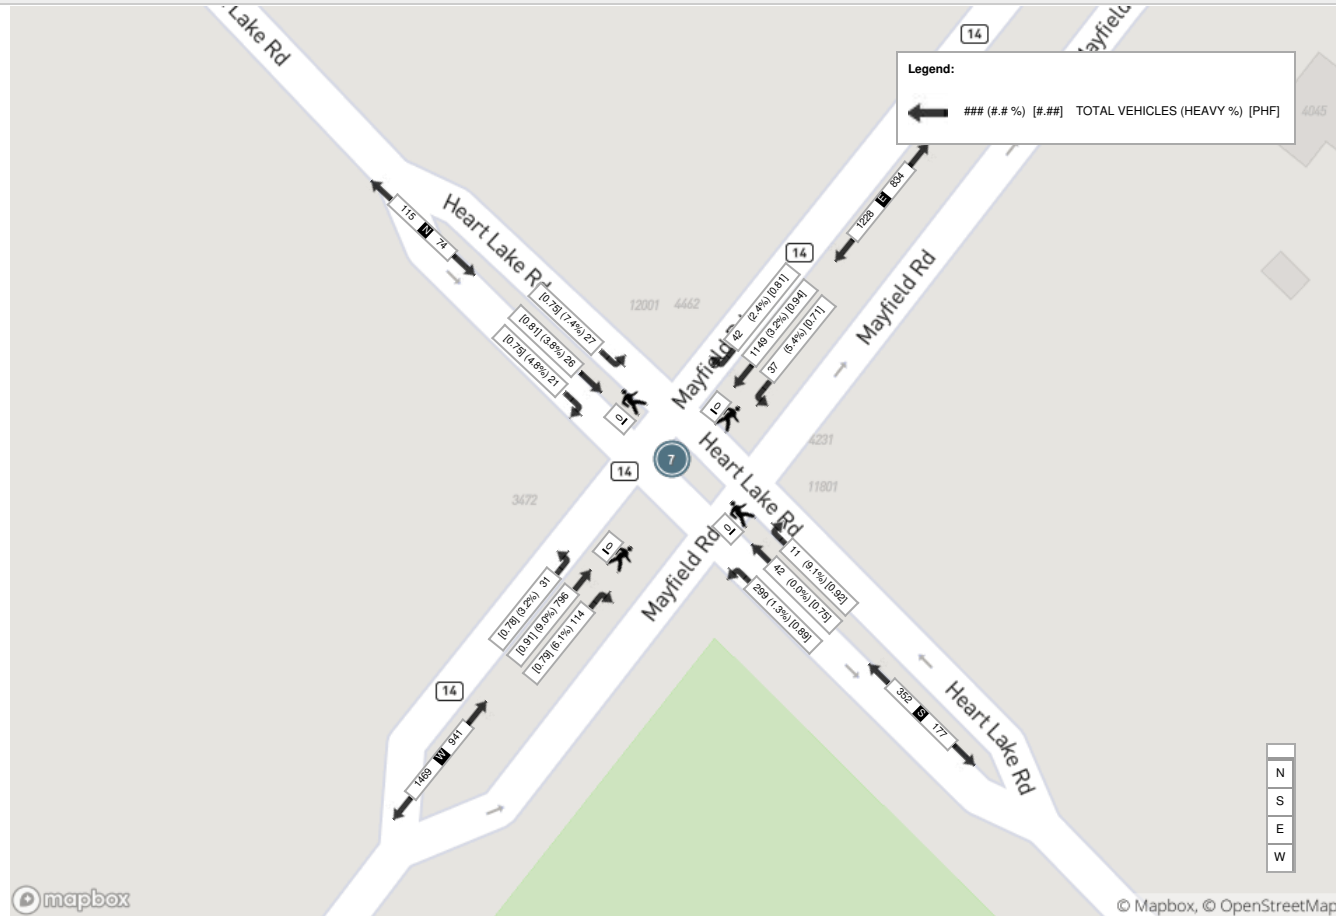 Lake Rd
14
Mayfield
Legend:
### (#.# %) [#.##] TOTAL VEHICLES (HEAVY %) [PHF]
4045
115 N 74
Heart Lake Rd
1228 E 834
14
Mayfield Rd
12001
4462
[0.75] (7.4%) 27
[0.81] (3.8%) 26
[0.75] (4.8%) 21
42 (2.4%) [0.81]
1149 (3.2%) [0.94]
37 (5.4%) [0.71]
Mayfield Rd
0
0
7
14
Heart Lake Rd
4231
11801
3472
0
0
Mayfield Rd
[0.78] (3.2%) 31
[0.91] (9.0%) 796
[0.79] (6.1%) 114
11 (9.1%) [0.92]
42 (0.0%) [0.75]
299 (1.3%) [0.89]
14
1469 W 941
352 S 177
Heart Lake Rd
N
S
E
W
mapbox
© Mapbox, © OpenStreetMap